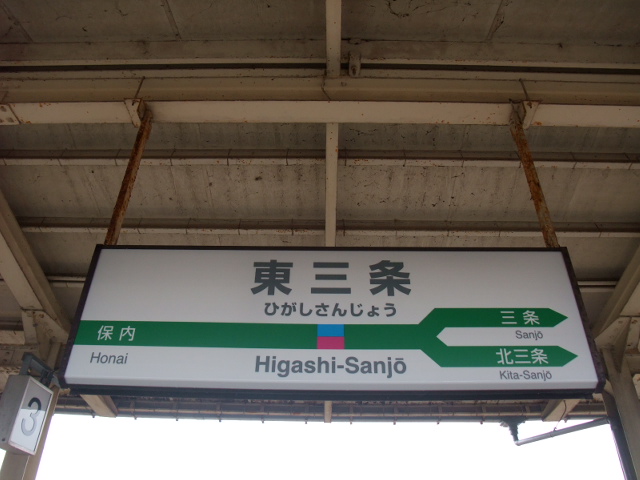 東三条
ひがしさんじょう
保内
Honai
Higashi-Sanjō
三条
Sanjō
北三条
Kita-Sanjō
3